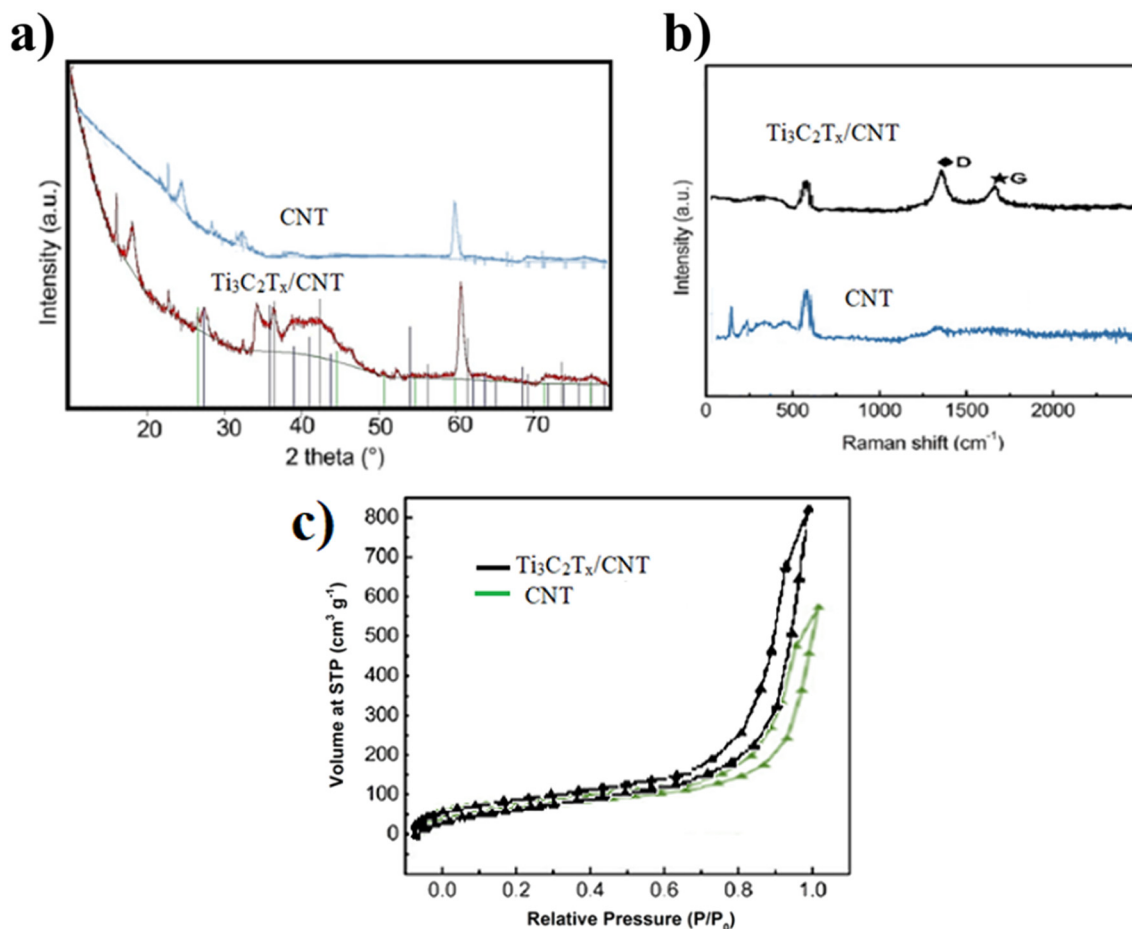 a)
Intensity (a.u.)
CNT
Ti₃C₂Tₓ/CNT
20 30 40 50 60 70
2 theta (°)
b)
Intensity (a.u.)
Ti₃C₂Tₓ/CNT
◆D
★G
CNT
0 500 1000 1500 2000
Raman shift (cm⁻¹)
c)
Volume at STP (cm³ g⁻¹)
800
700
600
500
400
300
200
100
0
Ti₃C₂Tₓ/CNT
CNT
0.0 0.2 0.4 0.6 0.8 1.0
Relative Pressure (P/P₀)